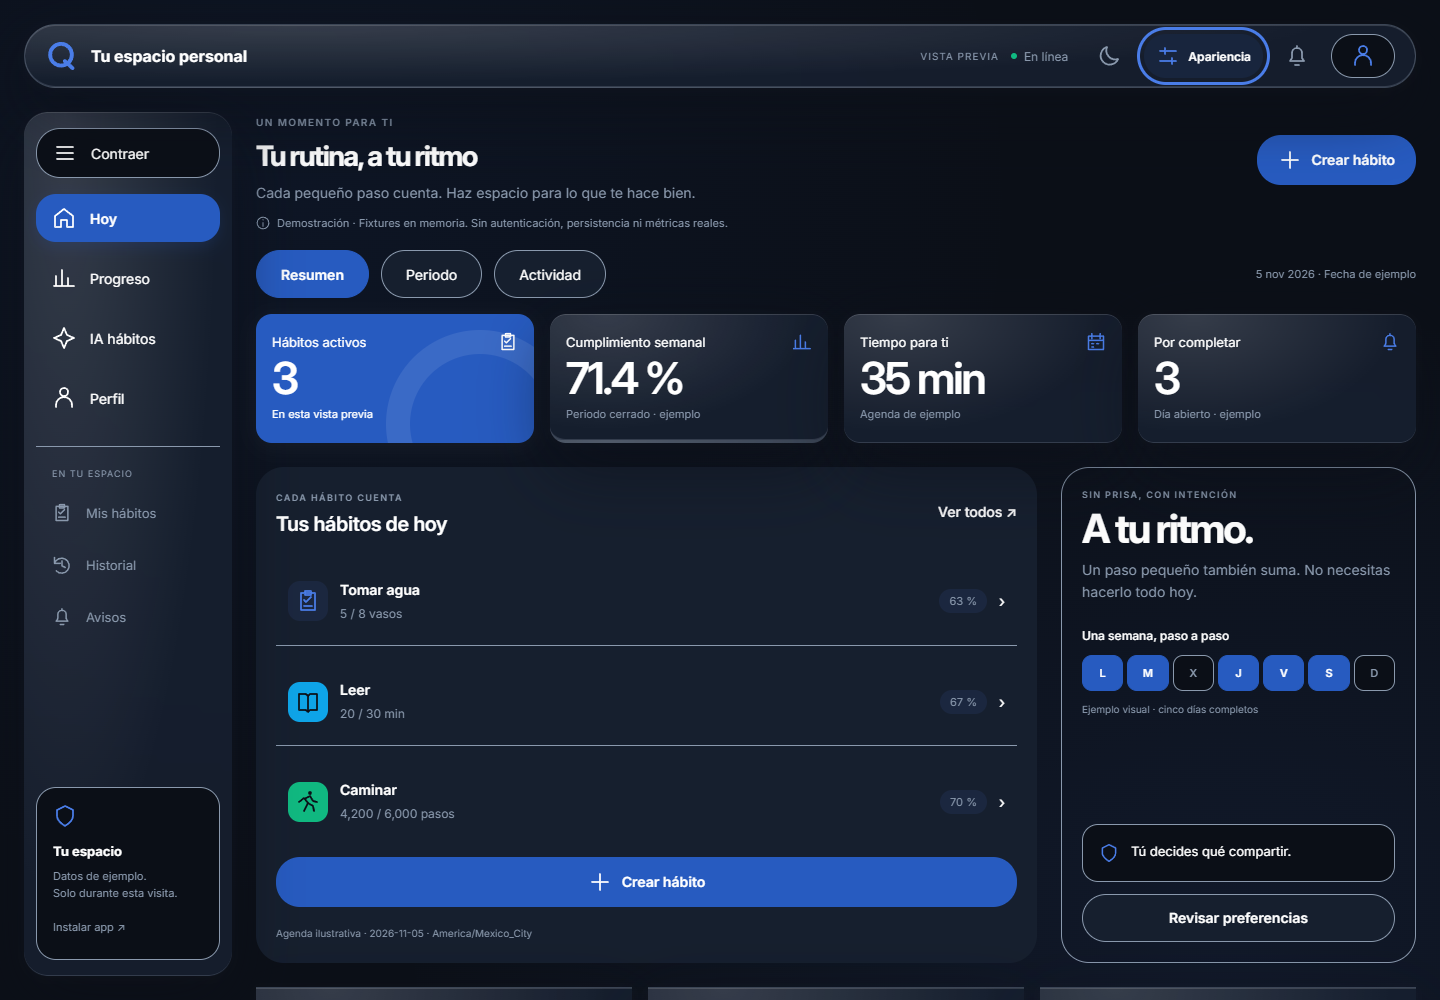 Tu espacio personal
VISTA PREVIA
En línea
Apariencia
Contraer
Hoy
Progreso
IA hábitos
Perfil
EN TU ESPACIO
Mis hábitos
Historial
Avisos
Tu espacio
Datos de ejemplo.
Solo durante esta visita.
Instalar app ↗
UN MOMENTO PARA TI
Tu rutina, a tu ritmo
Cada pequeño paso cuenta. Haz espacio para lo que te hace bien.
Demostración · Fixtures en memoria. Sin autenticación, persistencia ni métricas reales.
Crear hábito
Resumen
Periodo
Actividad
5 nov 2026 · Fecha de ejemplo
Hábitos activos
3
En esta vista previa
Cumplimiento semanal
71.4 %
Periodo cerrado · ejemplo
Tiempo para ti
35 min
Agenda de ejemplo
Por completar
3
Día abierto · ejemplo
CADA HÁBITO CUENTA
Tus hábitos de hoy
Ver todos ↗
Tomar agua
5 / 8 vasos
63 %
Leer
20 / 30 min
67 %
Caminar
4,200 / 6,000 pasos
70 %
Crear hábito
Agenda ilustrativa · 2026-11-05 · America/Mexico_City
SIN PRISA, CON INTENCIÓN
A tu ritmo.
Un paso pequeño también suma. No necesitas
hacerlo todo hoy.
Una semana, paso a paso
L M X J V S D
Ejemplo visual · cinco días completos
Tú decides qué compartir.
Revisar preferencias